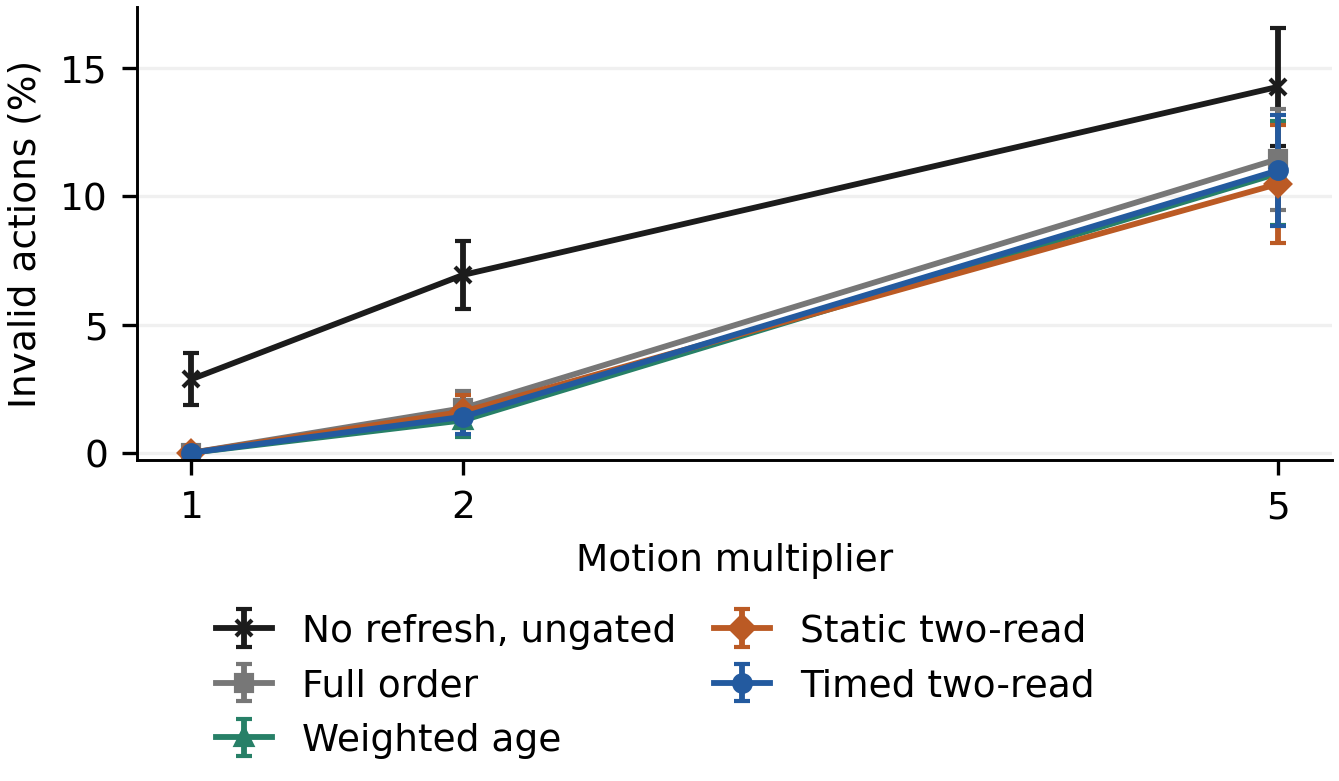 Invalid actions (%)
15
10
5
0
1 2 5
Motion multiplier
No refresh, ungated
Full order
Weighted age
Static two-read
Timed two-read